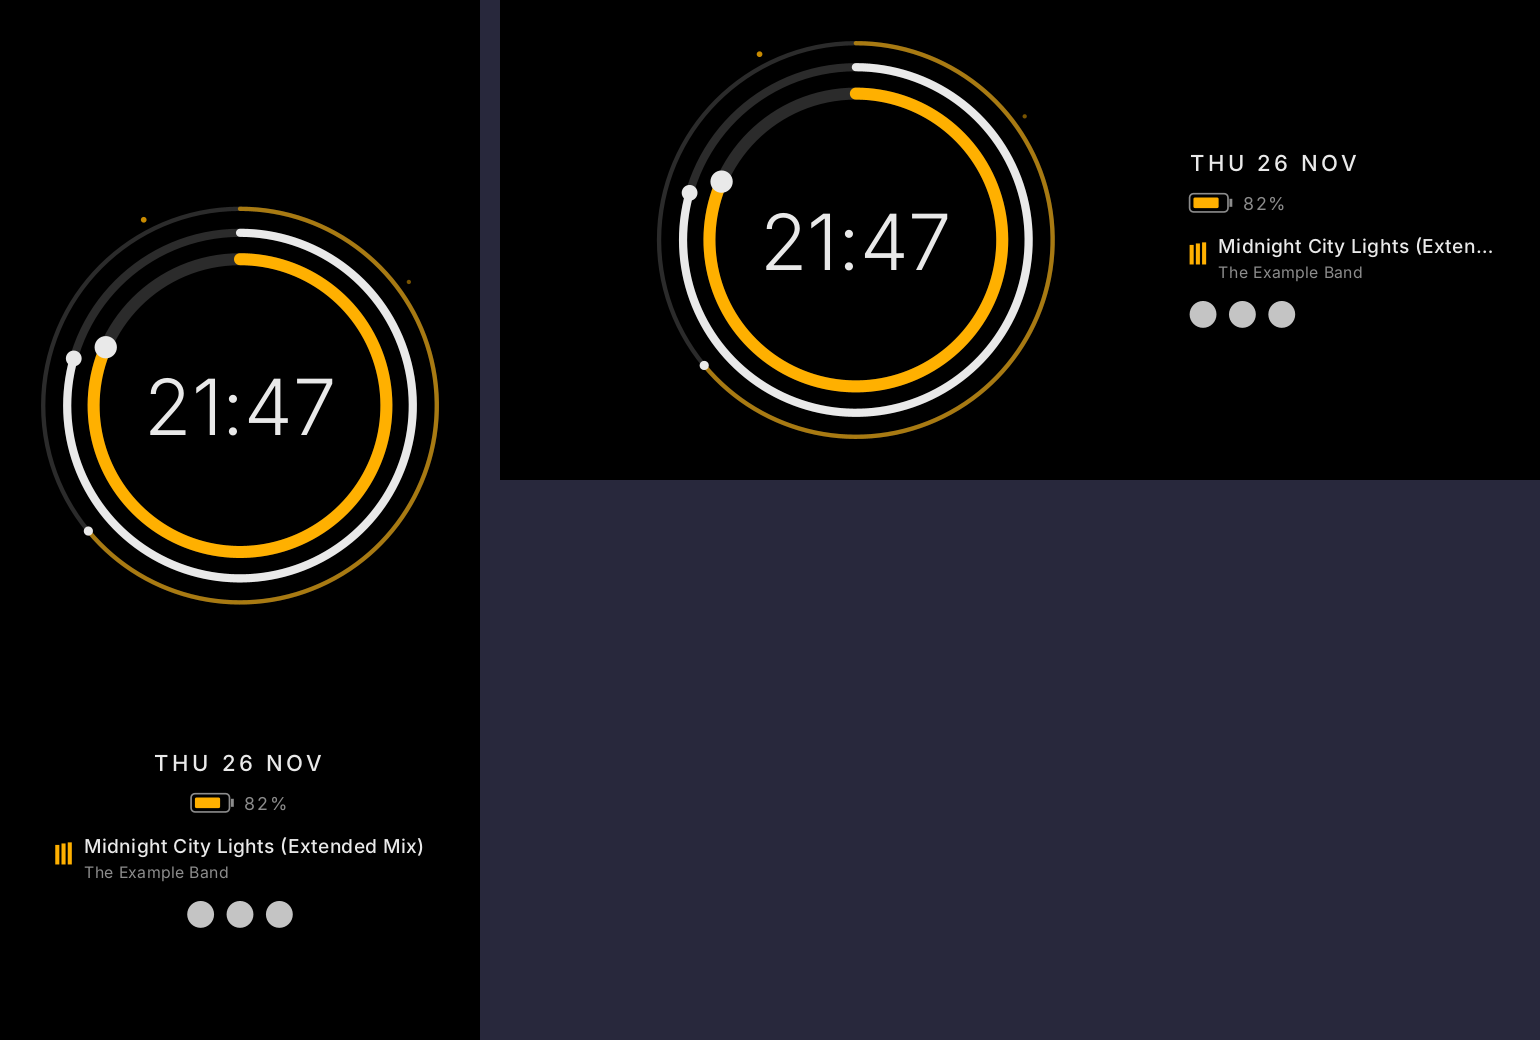 21:47
THU 26 NOV
82%
Midnight City Lights (Extended Mix)
The Example Band
21:47
THU 26 NOV
82%
Midnight City Lights (Exten...
The Example Band